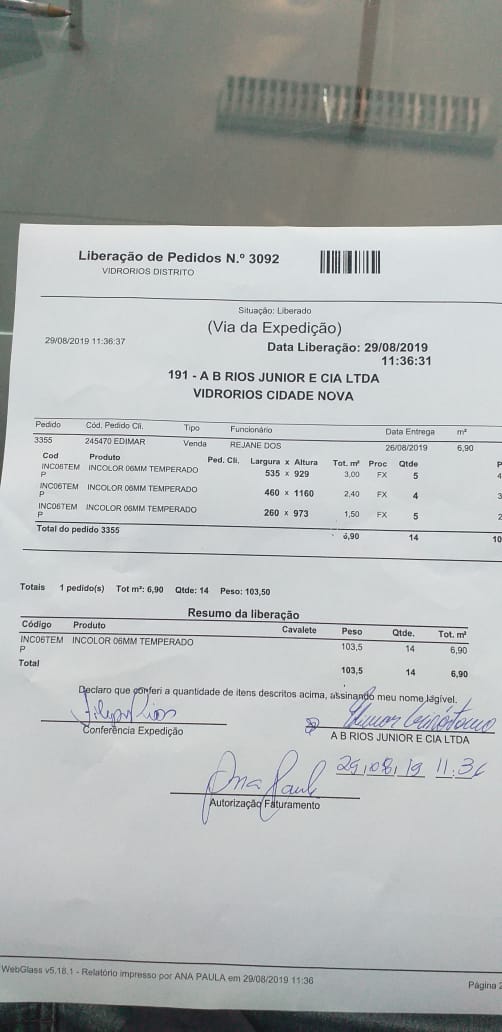 Liberação de Pedidos N.º 3092
VIDRORIOS DISTRITO
Situação: Liberado
(Via da Expedição)
29/08/2019 11:36:37
Data Liberação: 29/08/2019
11:36:31
191 - A B RIOS JUNIOR E CIA LTDA
VIDRORIOS CIDADE NOVA
Pedido Cód. Pedido Cli. Tipo Funcionário Data Entrega m²
3355 245470 EDIMAR Venda REJANE DOS 26/08/2019 6,90
Cod Produto Ped. Cli. Largura x Altura Tot. m² Proc Qtde P
INC06TEM INCOLOR 06MM TEMPERADO 535 x 929 3,00 FX 5 4
P
INC06TEM INCOLOR 06MM TEMPERADO 460 x 1160 2,40 FX 4 3
P
INC06TEM INCOLOR 06MM TEMPERADO 260 x 973 1,50 FX 5 2
P
Total do pedido 3355 6,90 14 10
Totais 1 pedido(s) Tot m²: 6,90 Qtde: 14 Peso: 103,50
Resumo da liberação
Código Produto Cavalete Peso Qtde. Tot. m²
INC06TEM INCOLOR 06MM TEMPERADO 103,5 14 6,90
P
Total 103,5 14 6,90
Declaro que conferi a quantidade de itens descritos acima, assinando meu nome legível.
Rios
Conferência Expedição
A B RIOS JUNIOR E CIA LTDA
29,08,19 11:36
Ana Paula
Autorização Faturamento
WebGlass v5.18.1 - Relatório impresso por ANA PAULA em 29/08/2019 11:36
Página 2